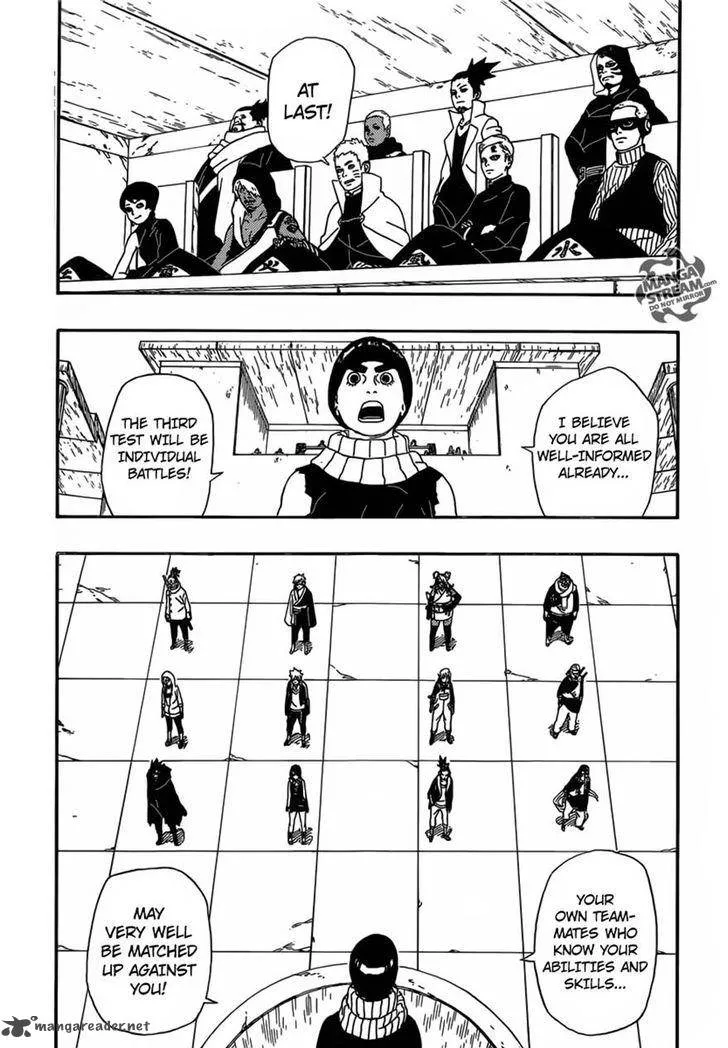 AT
LAST!
水
MANGA
STREAM.com
DO NOT MIRROR
I BELIEVE
YOU ARE ALL
WELL-INFORMED
ALREADY...
THE THIRD
TEST WILL BE
INDIVIDUAL
BATTLES!
YOUR
OWN TEAM-
MATES WHO
KNOW YOUR
ABILITIES AND
SKILLS...
MAY
VERY WELL
BE MATCHED
UP AGAINST
YOU!
mangareader.net